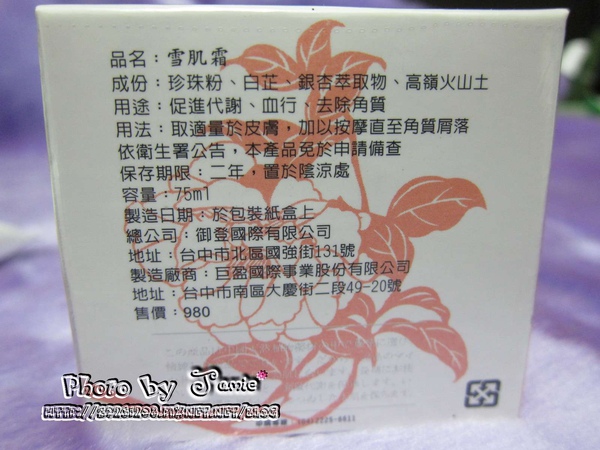 品名：雪肌霜
成份：珍珠粉、白芷、銀杏萃取物、高嶺火山土
用途：促進代謝、血行、去除角質
用法：取適量於皮膚，加以按摩直至角質屑落
依衛生署公告，本產品免於申請備查
保存期限：二年，置於陰涼處
容量：75ml
製造日期：於包裝紙盒上
總公司：御登國際有限公司
地址：台中市北區國強街131號
製造廠商：巨盈國際事業股份有限公司
地址：台中市南區大慶街二段49-20號
售價：980
Photo by Tamie